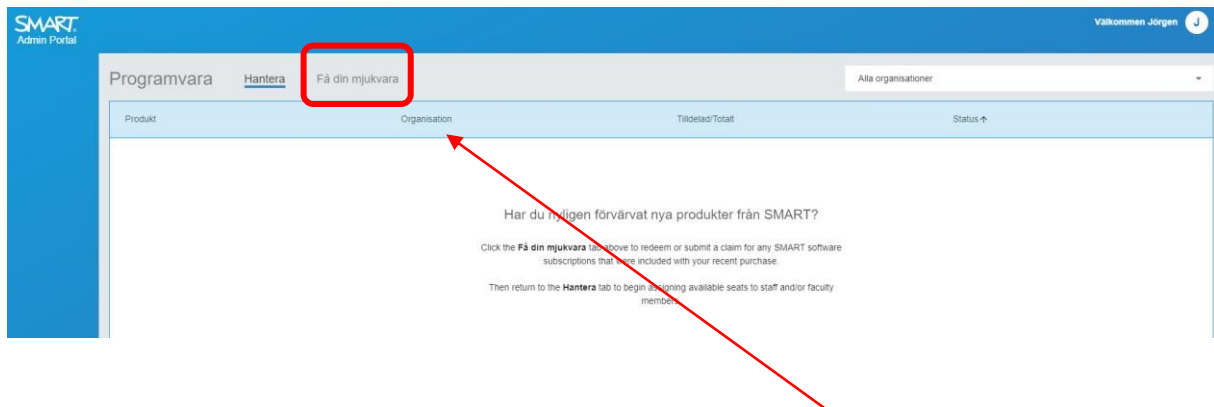 SMART.
Admin Portal
Välkommen Jörgen J
Programvara Hantera Få din mjukvara Alla organisationer
Produkt Organisation Tilldelad/Totalt Status
Har du nyligen förvärvat nya produkter från SMART?
Click the Få din mjukvara tab above to redeem or submit a claim for any SMART software
subscriptions that were included with your recent purchase.
Then return to the Hantera tab to begin assigning available seats to staff and/or faculty
members.